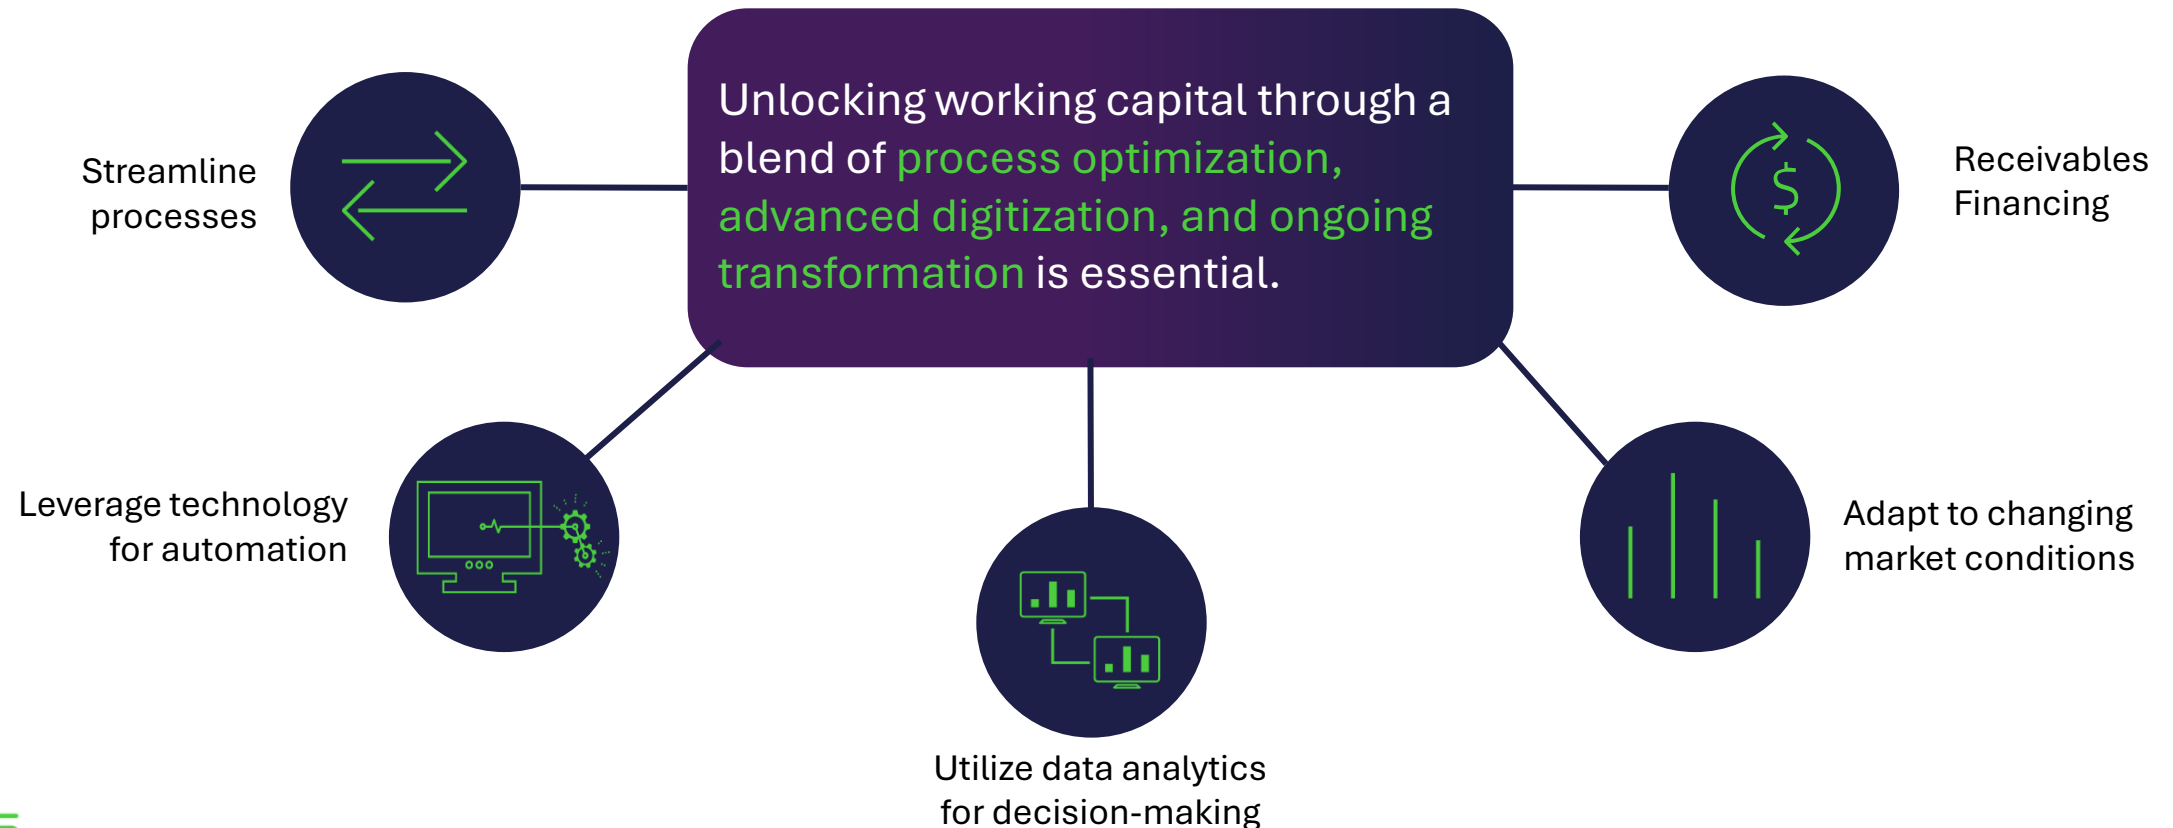 Unlocking working capital through a
blend of process optimization,
advanced digitization, and ongoing
transformation is essential.
Streamline
processes
Receivables
Financing
Leverage technology
for automation
Adapt to changing
market conditions
Utilize data analytics
for decision-making